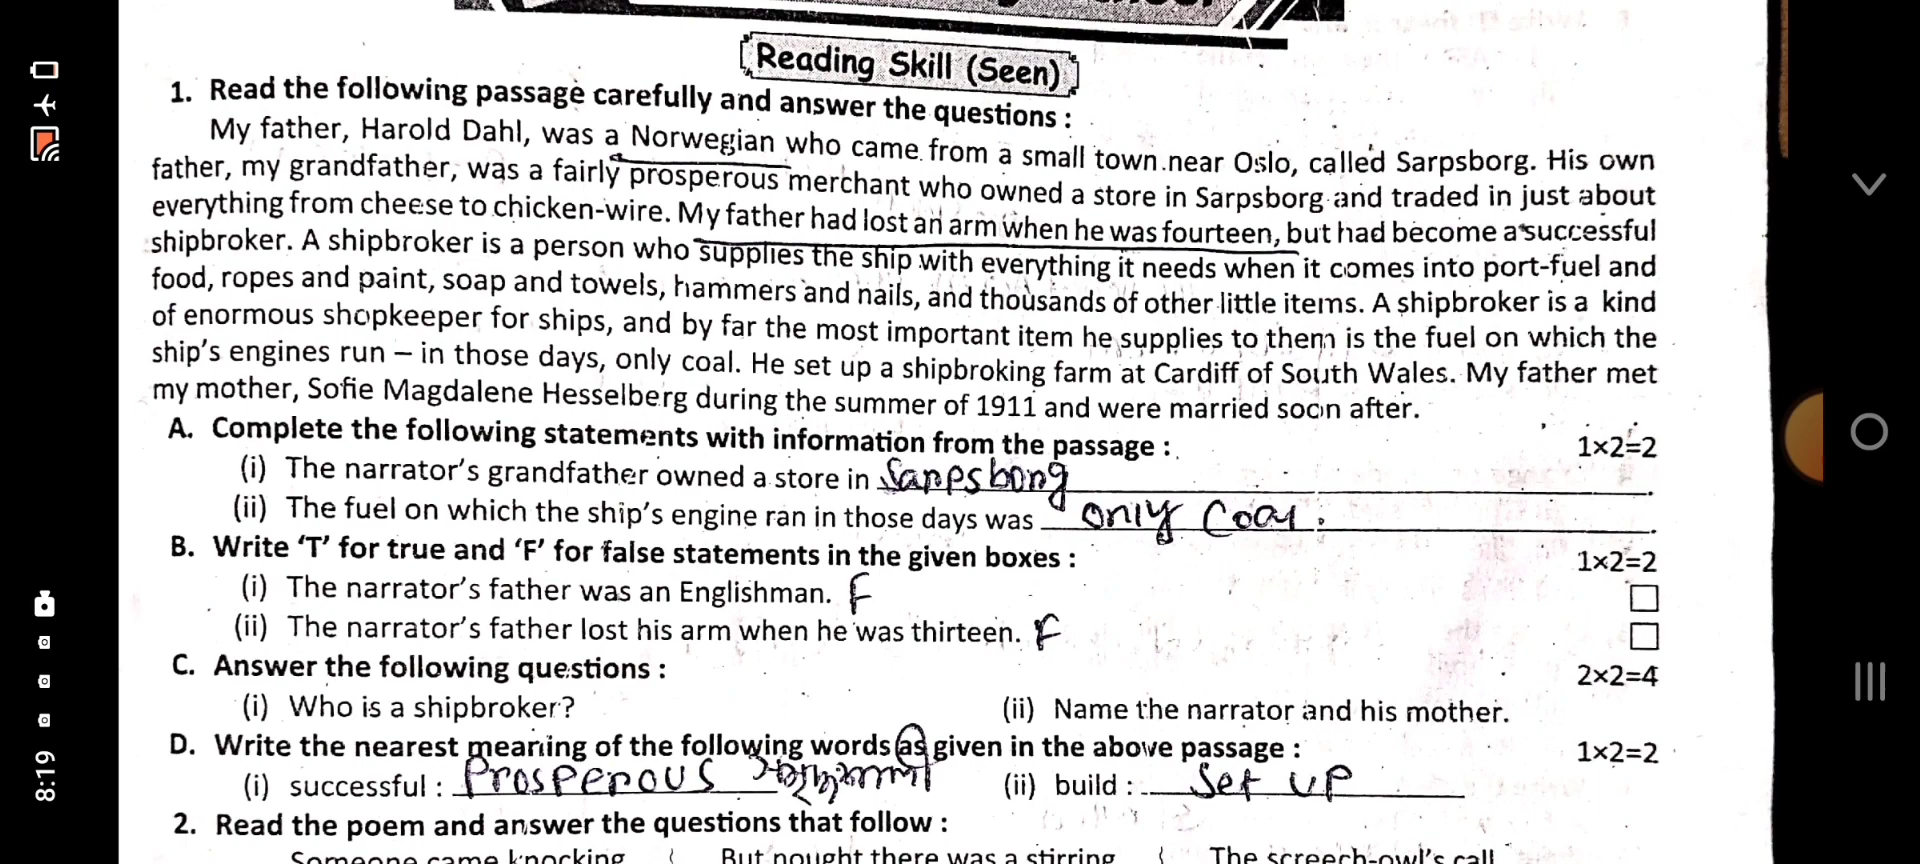 Reading Skill (Seen)
1. Read the following passage carefully and answer the questions :
My father, Harold Dahl, was a Norwegian who came from a small town near Oslo, called Sarpsborg. His own
father, my grandfather, was a fairly prosperous merchant who owned a store in Sarpsborg and traded in just about
everything from cheese to chicken-wire. My father had lost an arm when he was fourteen, but had become a successful
shipbroker. A shipbroker is a person who supplies the ship with everything it needs when it comes into port-fuel and
food, ropes and paint, soap and towels, hammers and nails, and thousands of other little items. A shipbroker is a kind
of enormous shopkeeper for ships, and by far the most important item he supplies to them is the fuel on which the
ship's engines run – in those days, only coal. He set up a shipbroking farm at Cardiff of South Wales. My father met
my mother, Sofie Magdalene Hesselberg during the summer of 1911 and were married soon after.
A. Complete the following statements with information from the passage : 1×2=2
(i) The narrator's grandfather owned a store in Sarpsborg.
(ii) The fuel on which the ship's engine ran in those days was only coal.
B. Write 'T' for true and 'F' for false statements in the given boxes : 1×2=2
(i) The narrator's father was an Englishman. F
(ii) The narrator's father lost his arm when he was thirteen. F
C. Answer the following questions : 2×2=4
(i) Who is a shipbroker? (ii) Name the narrator and his mother.
D. Write the nearest meaning of the following words as given in the above passage : 1×2=2
(i) successful : Prosperous (ii) build : Set up
2. Read the poem and answer the questions that follow :
Someone came knocking But nought there was a stirring The screech-owl's call
8:19